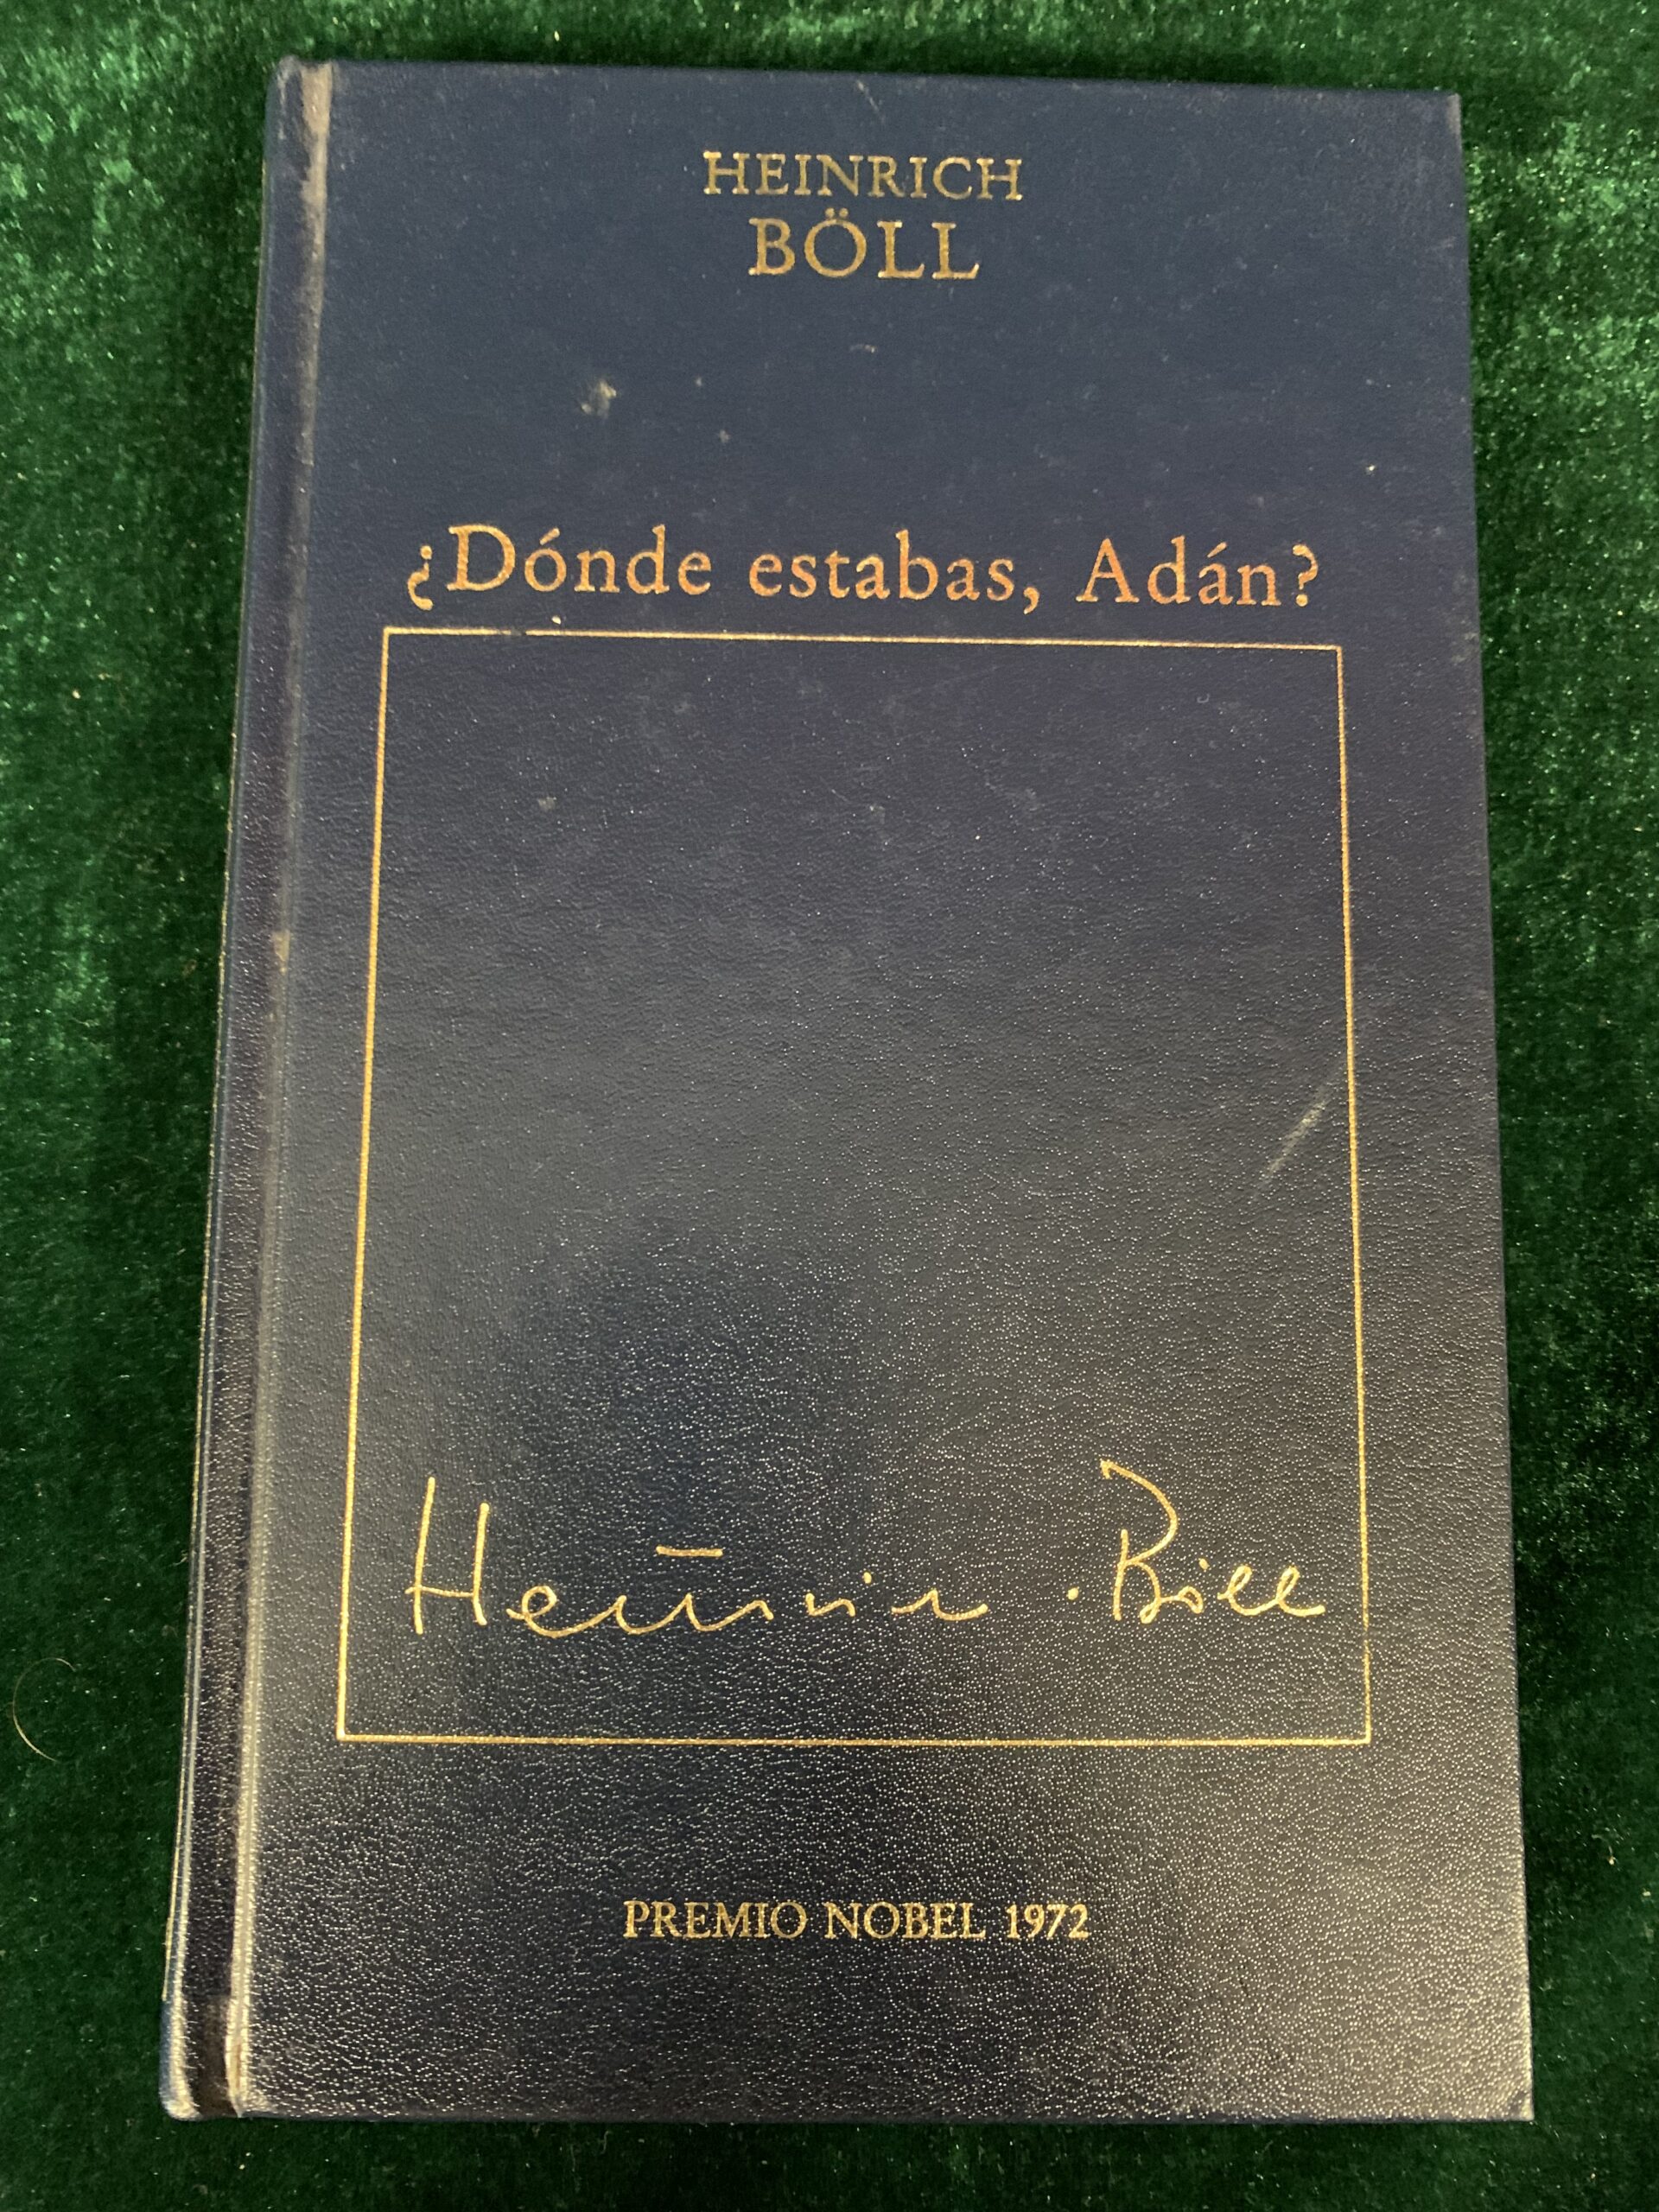 HEINRICH
BÖLL
¿Dónde estabas, Adán?
Heinrich Böll
PREMIO NOBEL 1972